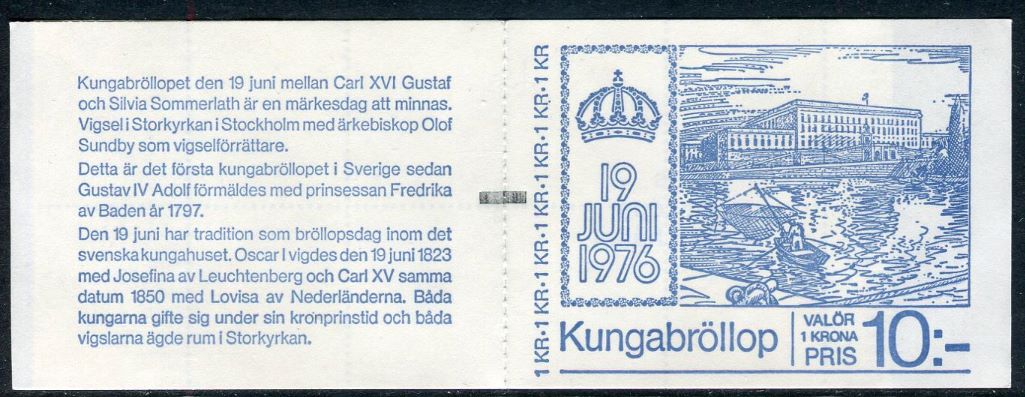 Kungabröllopet den 19 juni mellan Carl XVI Gustaf
och Silvia Sommerlath är en märkesdag att minnas.
Vigsel i Storkyrkan i Stockholm med ärkebiskop Olof
Sundby som vigselförrättare.
Detta är det första kungabröllopet i Sverige sedan
Gustav IV Adolf förmäldes med prinsessan Fredrika
av Baden år 1797.
Den 19 juni har tradition som bröllopsdag inom det
svenska kungahuset. Oscar I vigdes den 19 juni 1823
med Josefina av Leuchtenberg och Carl XV samma
datum 1850 med Lovisa av Nederländerna. Båda
kungarna gifte sig under sin kronprinstid och båda
vigslarna ägde rum i Storkyrkan.
1 KR·1 KR·1 KR·1 KR·1 KR·1 KR·1 KR·1 KR
19
JUNI
1976
Kungabröllop
VALÖR
1 KRONA
PRIS
10:-